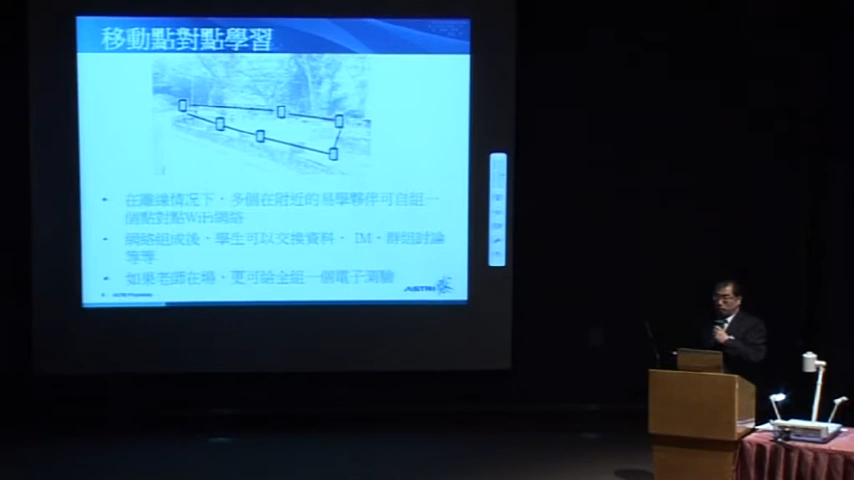 移動點對點學習
在離線情况下，多個在附近的易學夥伴可自組一
個點對點WiFi網絡
網絡組成後，學生可以交換資料， IM，群組討論
等等
如果老師在場，更可給全組一個電子測驗
ASTRI